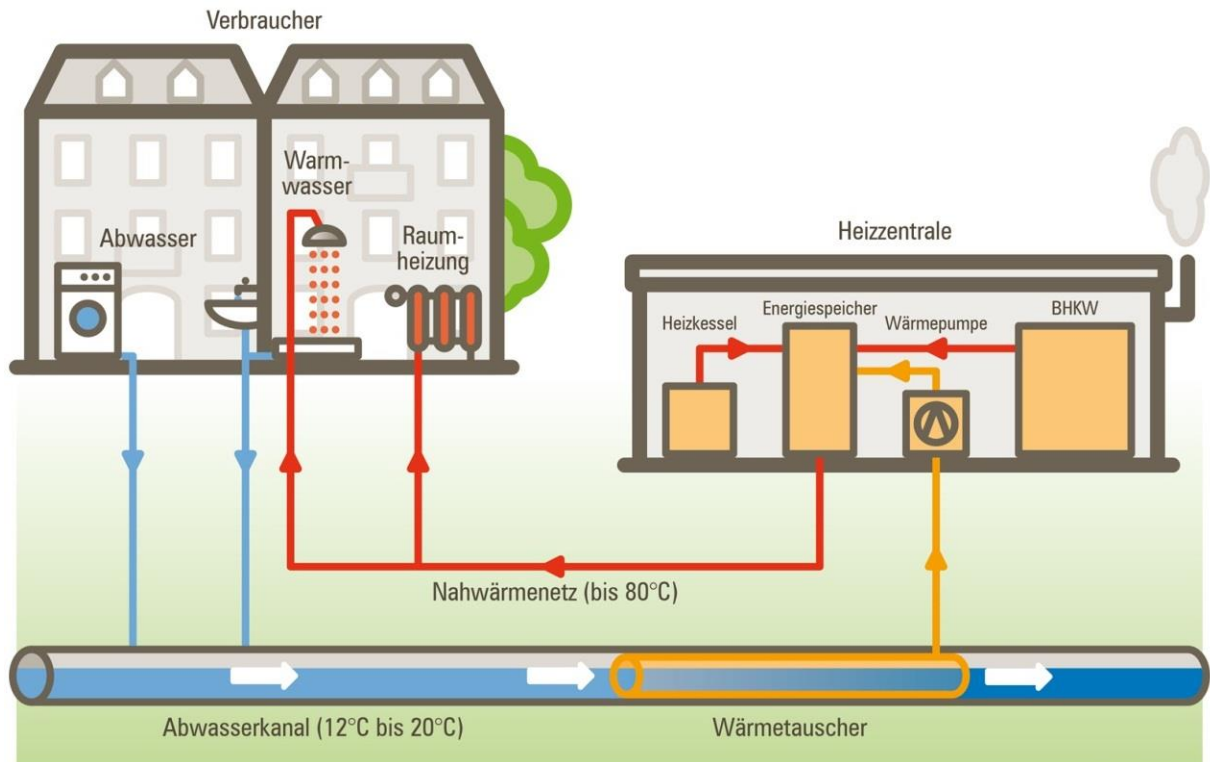 Verbraucher
Warm-
wasser
Abwasser
Raum-
heizung
Heizzentrale
Heizkessel
Energiespeicher
Wärmepumpe
BHKW
Nahwärmenetz (bis 80°C)
Abwasserkanal (12°C bis 20°C)
Wärmetauscher